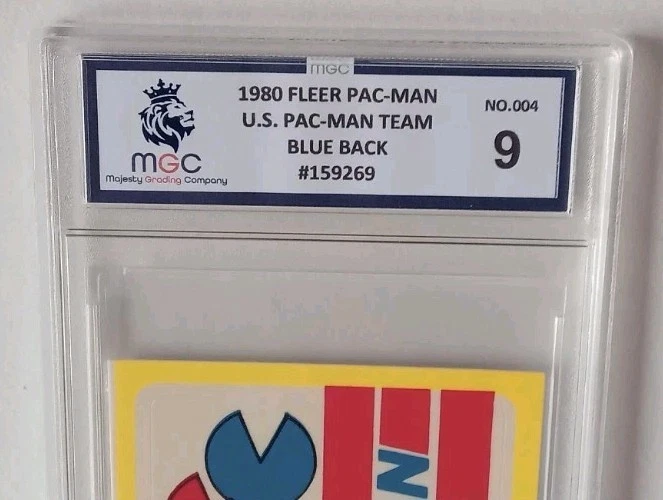 MGC
1980 FLEER PAC-MAN
U.S. PAC-MAN TEAM
BLUE BACK
#159269
NO.004
9
MGC
Majesty Grading Company
N